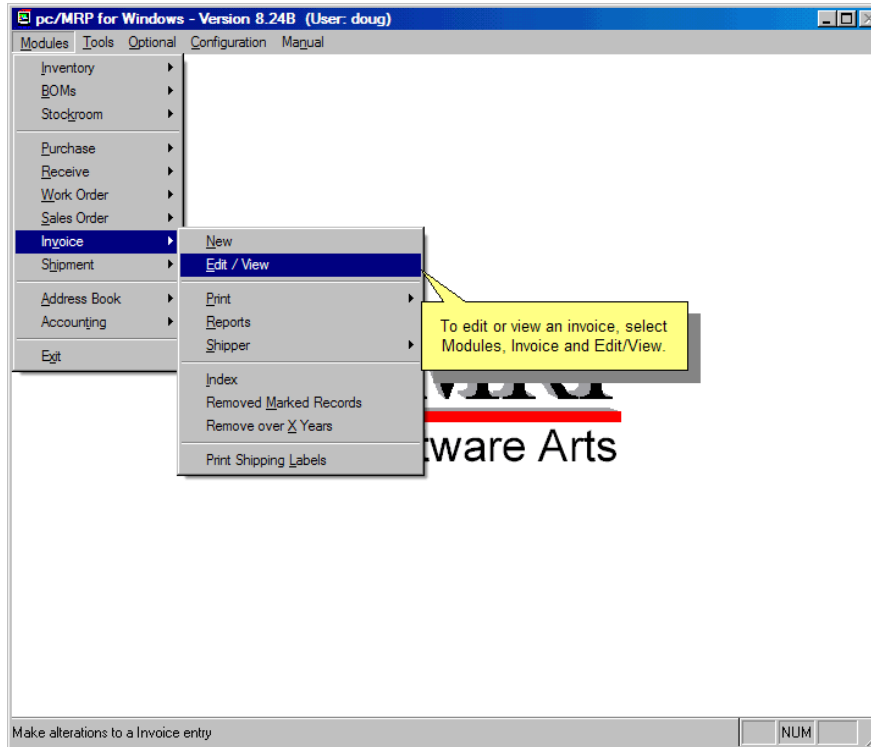 pc/MRP for Windows - Version 8.24B (User: doug)
Modules Tools Optional Configuration Manual
Inventory
BOMs
Stockroom
Purchase
Receive
Work Order
Sales Order
Invoice
Shipment
Address Book
Accounting
Exit
New
Edit / View
Print
Reports
Shipper
Index
Removed Marked Records
Remove over X Years
Print Shipping Labels
To edit or view an invoice, select
Modules, Invoice and Edit/View.
tware Arts
Make alterations to a Invoice entry
NUM